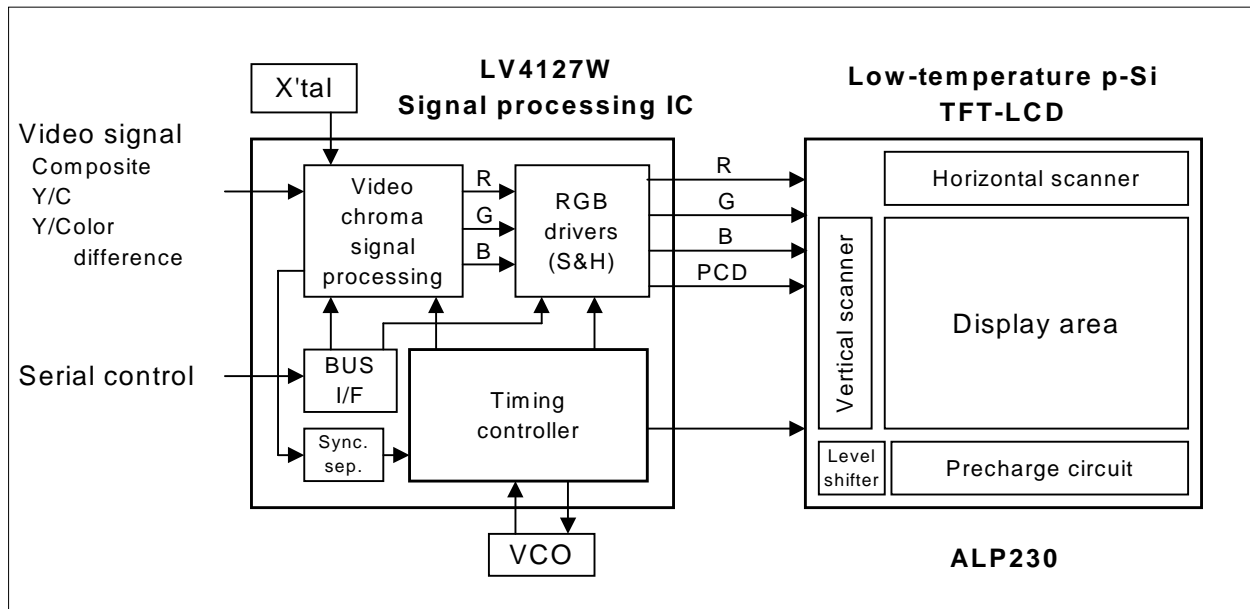 LV4127W
Signal processing IC
Low-temperature p-Si
TFT-LCD
X'tal
Video signal
Composite
Y/C
Y/Color
difference
Serial control
Video
chroma
signal
processing
R
G
B
RGB
drivers
(S&H)
R
G
B
PCD
BUS
I/F
Sync.
sep.
Timing
controller
VCO
Horizontal scanner
Vertical scanner
Display area
Level
shifter
Precharge circuit
ALP230